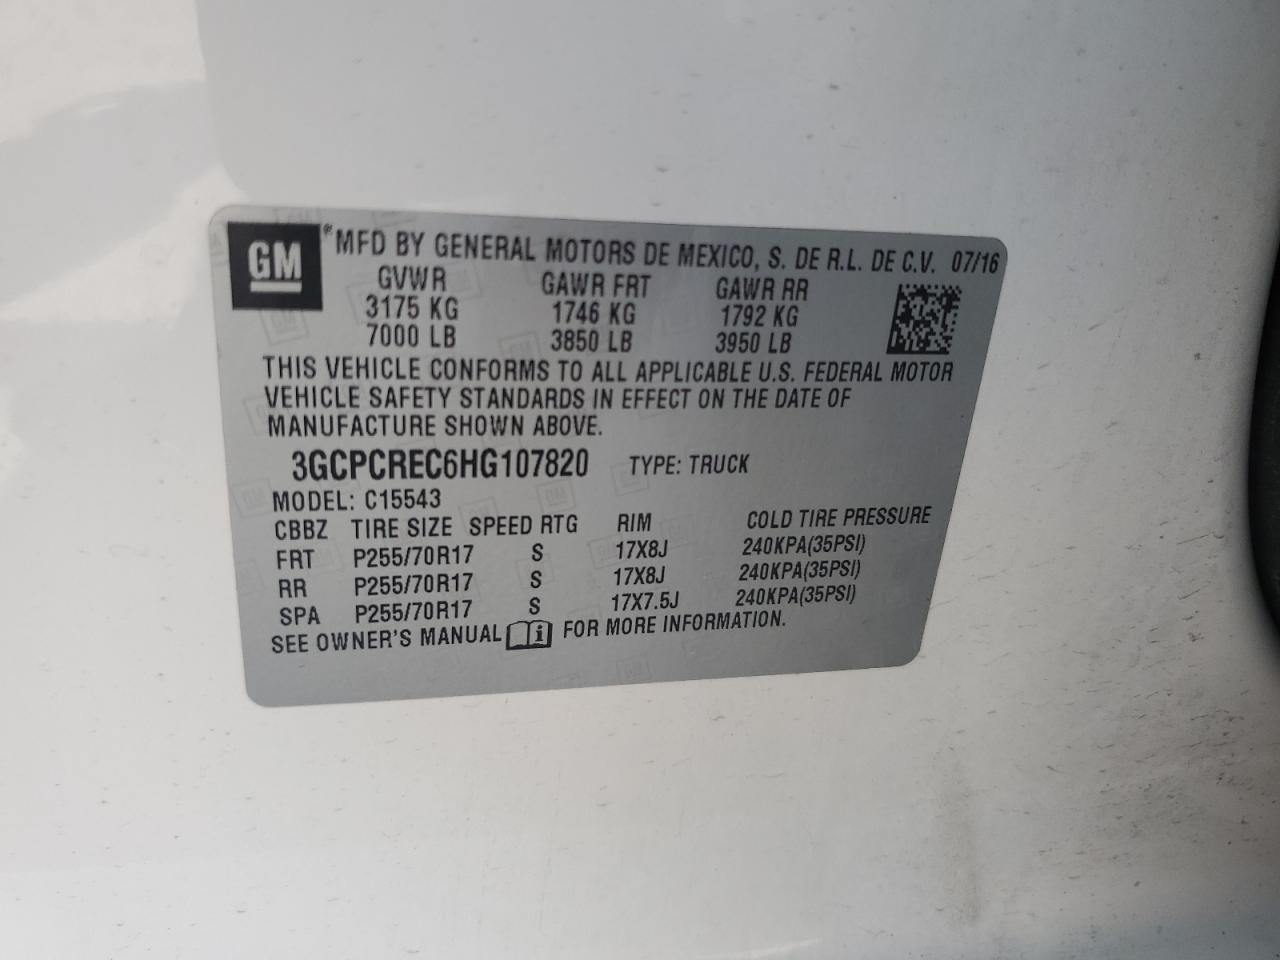 GM ® MFD BY GENERAL MOTORS DE MEXICO, S. DE R.L. DE C.V. 07/16
GVWR GAWR FRT GAWR RR
3175 KG 1746 KG 1792 KG
7000 LB 3850 LB 3950 LB
THIS VEHICLE CONFORMS TO ALL APPLICABLE U.S. FEDERAL MOTOR
VEHICLE SAFETY STANDARDS IN EFFECT ON THE DATE OF
MANUFACTURE SHOWN ABOVE.
3GCPCREC6HG107820 TYPE: TRUCK
MODEL: C15543
CBBZ TIRE SIZE SPEED RTG RIM COLD TIRE PRESSURE
FRT P255/70R17 S 17X8J 240KPA(35PSI)
RR P255/70R17 S 17X8J 240KPA(35PSI)
SPA P255/70R17 S 17X7.5J 240KPA(35PSI)
SEE OWNER'S MANUAL i FOR MORE INFORMATION.